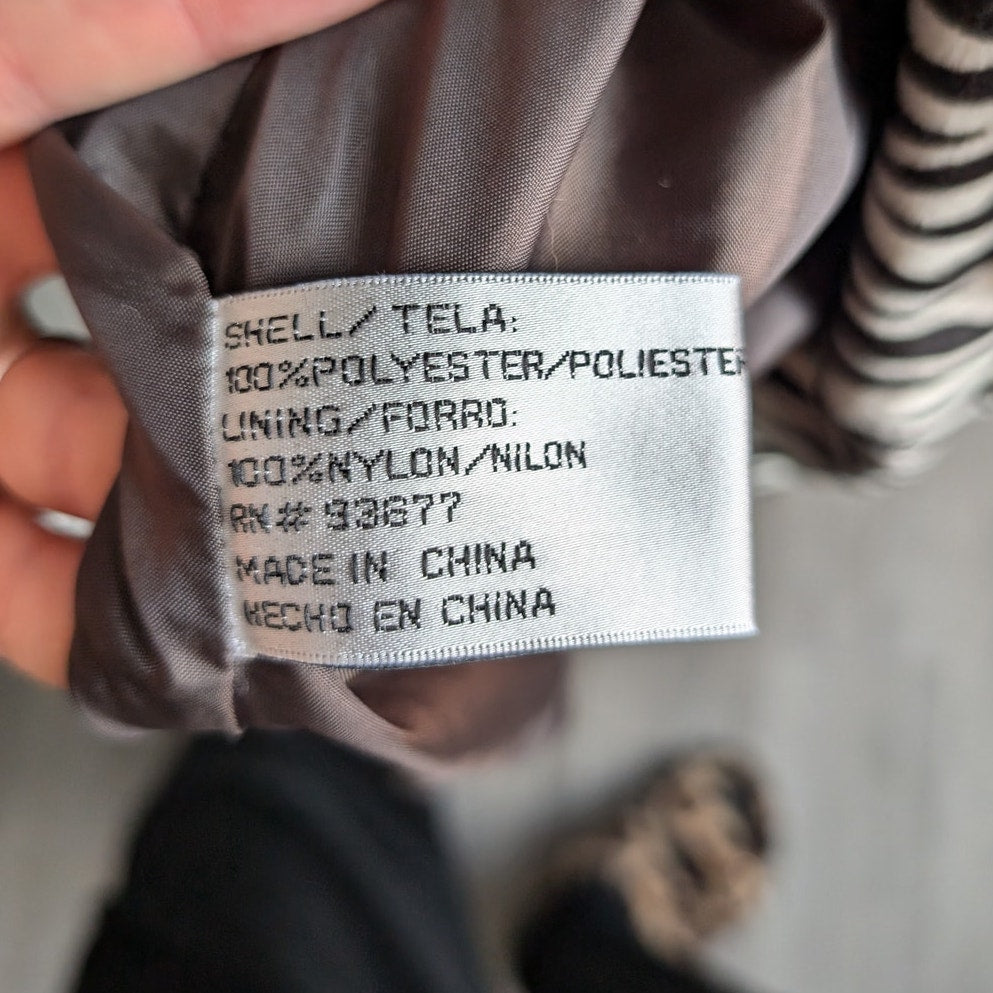 SHELL/ TELA:
100%POLYESTER/POLIESTER
LINING/FORRO:
100%NYLON/NILON
RN# 93677
MADE IN CHINA
HECHO EN CHINA